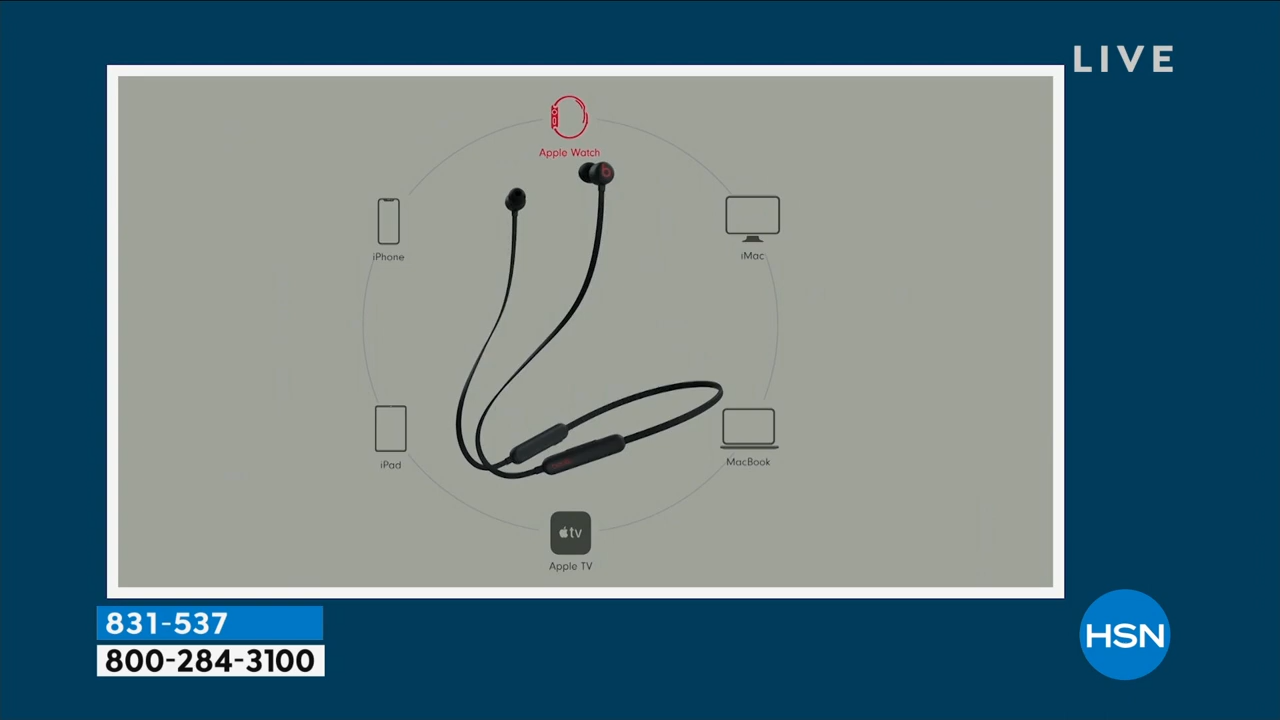 LIVE
Apple Watch
iPhone
iMac
iPad
MacBook
tv
Apple TV
831-537
800-284-3100
HSN